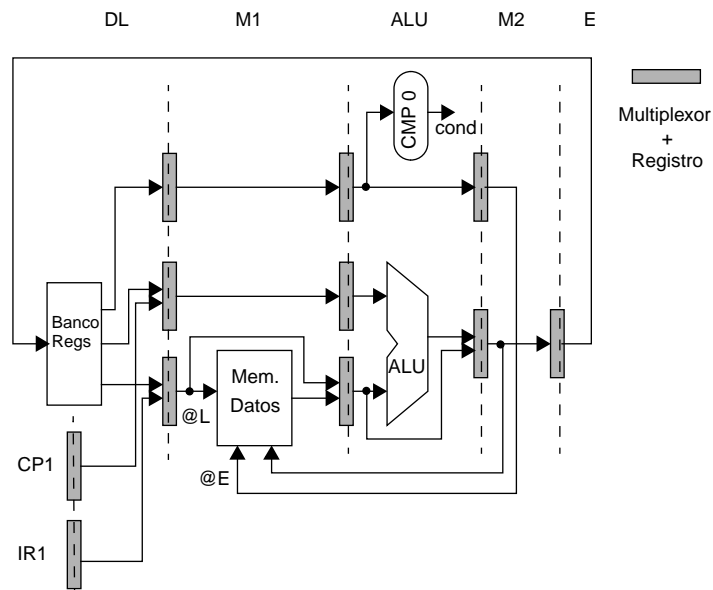 DL M1 ALU M2 E
CMP 0
cond
Multiplexor
+
Registro
Banco
Regs
ALU
Mem.
Datos
@L
CP1
@E
IR1